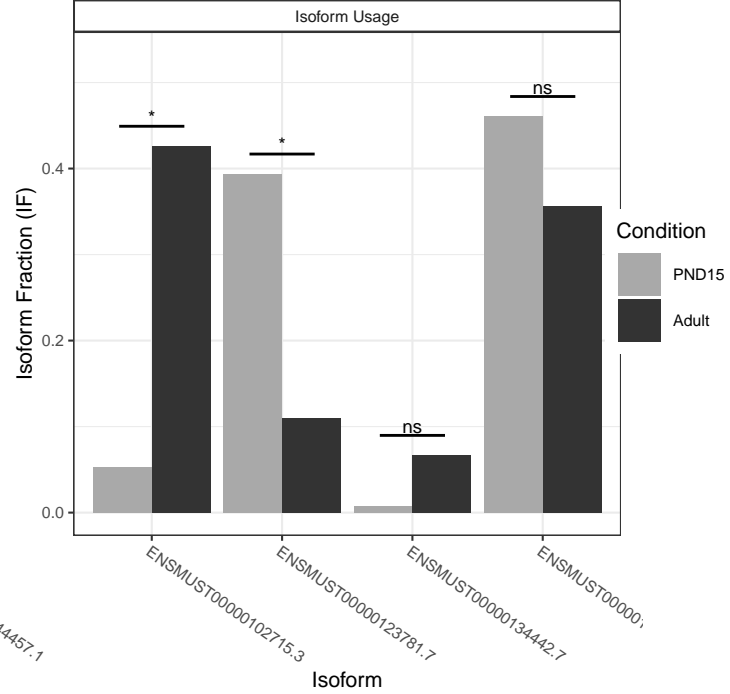 Isoform Usage
*
*
ns
ns
Isoform Fraction (IF)
0.4
0.2
0.0
Condition
PND15
Adult
ENSMUST00000102715.3
ENSMUST00000123781.7
ENSMUST00000134442.7
Isoform